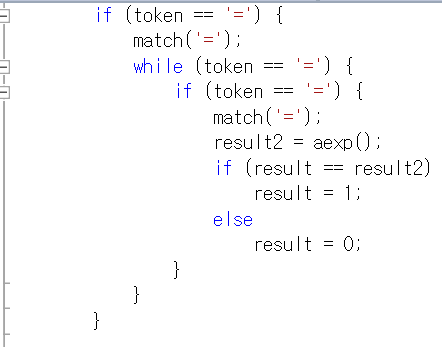 if (token == '=') {
match('=');
while (token == '=') {
if (token == '=') {
match('=');
result2 = aexp();
if (result == result2)
result = 1;
else
result = 0;
}
}
}